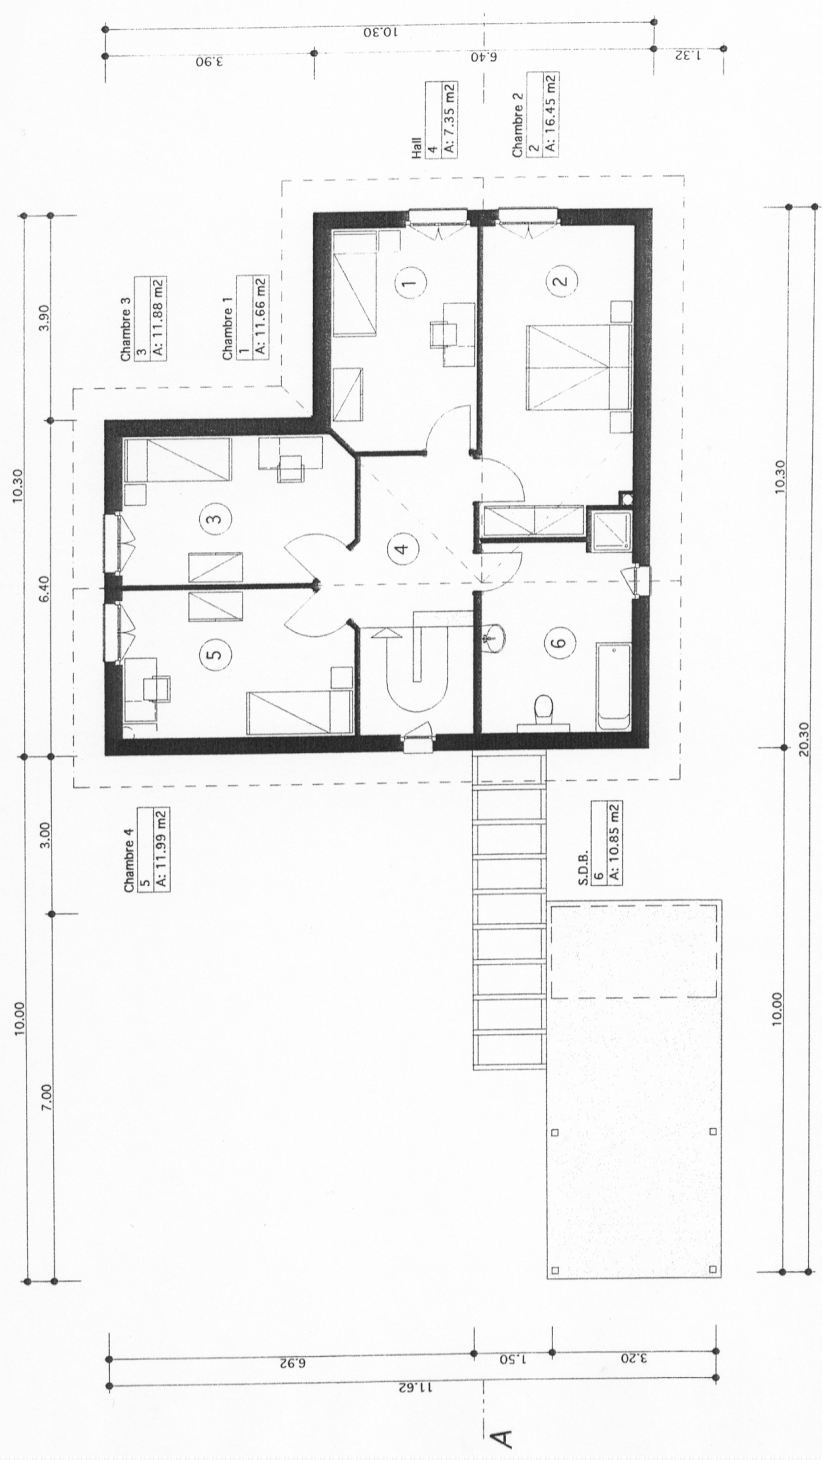 10.30
3.90
6.40
1.32
Hall
4
A: 7.35 m2
Chambre 2
2
A: 16.45 m2
Chambre 3
3
A: 11.88 m2
Chambre 1
1
A: 11.66 m2
10.30
3.90
6.40
10.00
3.00
7.00
1
2
3
4
5
6
Chambre 4
5
A: 11.99 m2
S.D.B.
6
A: 10.85 m2
10.30
10.00
20.30
6.92
1.50
3.20
11.62
A